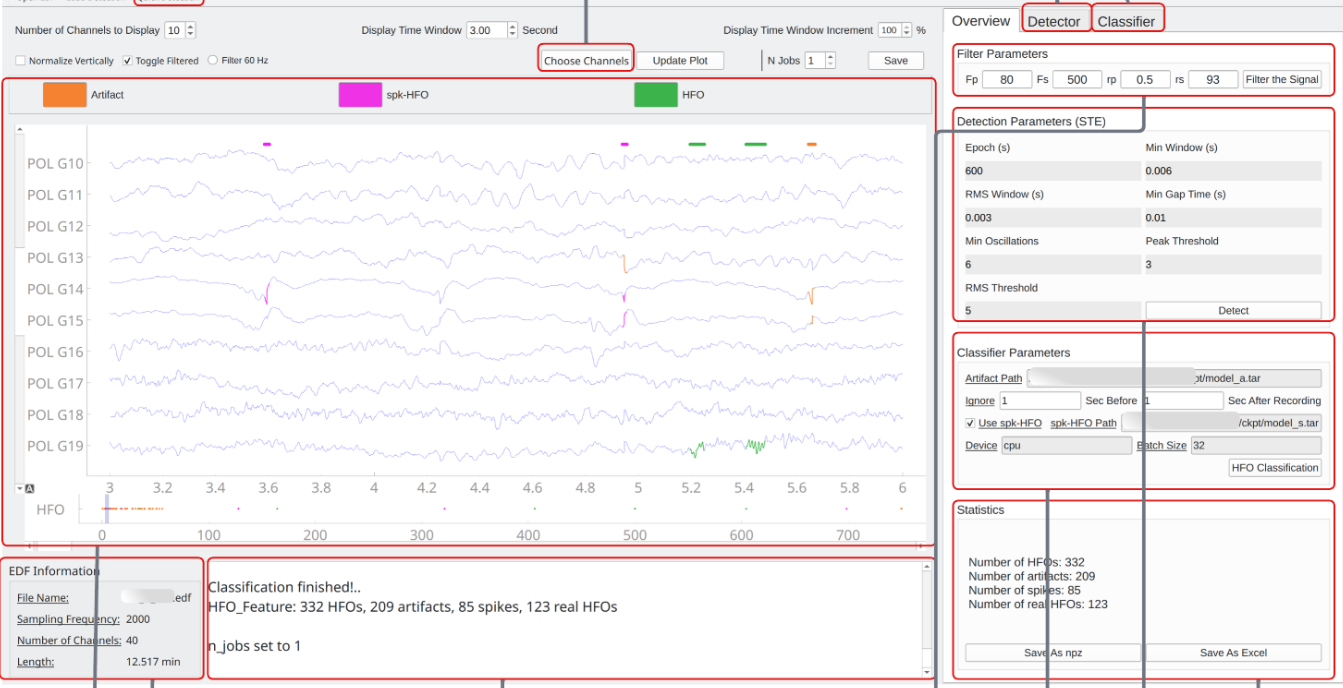 Number of Channels to Display 10 Display Time Window 3.00 Second Display Time Window Increment 100 %
Normalize Vertically Toggle Filtered Filter 60 Hz Choose Channels Update Plot N Jobs 1 Save
Artifact spk-HFO HFO
POL G10
POL G11
POL G12
POL G13
POL G14
POL G15
POL G16
POL G17
POL G18
POL G19
3 3.2 3.4 3.6 3.8 4 4.2 4.4 4.6 4.8 5 5.2 5.4 5.6 5.8 6
A
HFO
0 100 200 300 400 500 600 700
EDF Information
File Name: .edf
Sampling Frequency: 2000
Number of Channels: 40
Length: 12.517 min
Classification finished!..
HFO_Feature: 332 HFOs, 209 artifacts, 85 spikes, 123 real HFOs
n_jobs set to 1
Overview Detector Classifier
Filter Parameters
Fp 80 Fs 500 rp 0.5 rs 93 Filter the Signal
Detection Parameters (STE)
Epoch (s) Min Window (s)
600 0.006
RMS Window (s) Min Gap Time (s)
0.003 0.01
Min Oscillations Peak Threshold
6 3
RMS Threshold
5 Detect
Classifier Parameters
Artifact Path pt/model_a.tar
Ignore 1 Sec Before 1 Sec After Recording
Use spk-HFO spk-HFO Path /ckpt/model_s.tar
Device cpu Batch Size 32
HFO Classification
Statistics
Number of HFOs: 332
Number of artifacts: 209
Number of spikes: 85
Number of real HFOs: 123
Save As npz Save As Excel